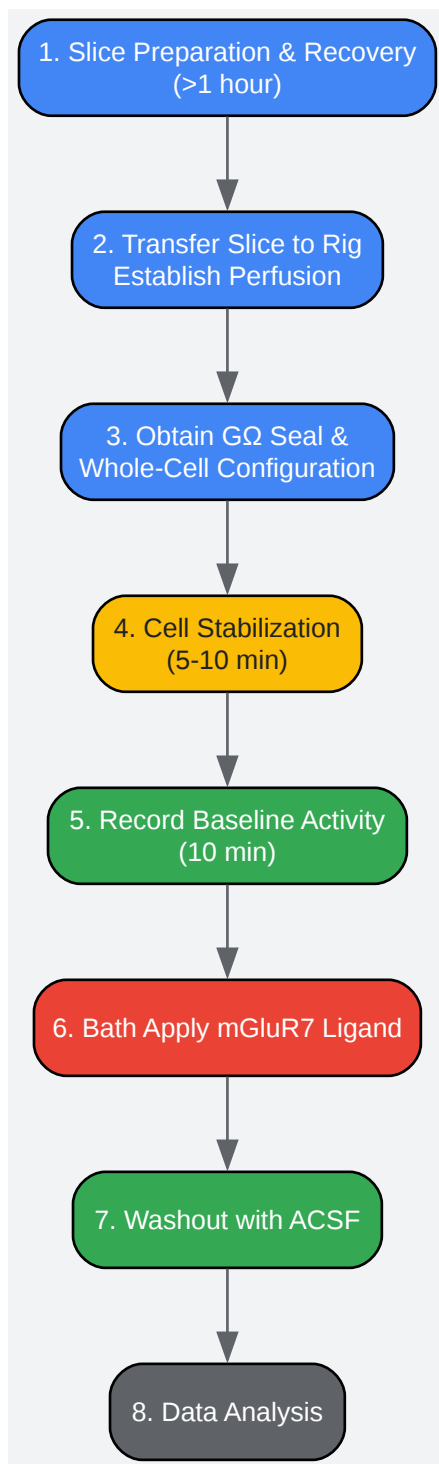 1. Slice Preparation & Recovery
(>1 hour)
2. Transfer Slice to Rig
Establish Perfusion
3. Obtain GΩ Seal &
Whole-Cell Configuration
4. Cell Stabilization
(5-10 min)
5. Record Baseline Activity
(10 min)
6. Bath Apply mGluR7 Ligand
7. Washout with ACSF
8. Data Analysis